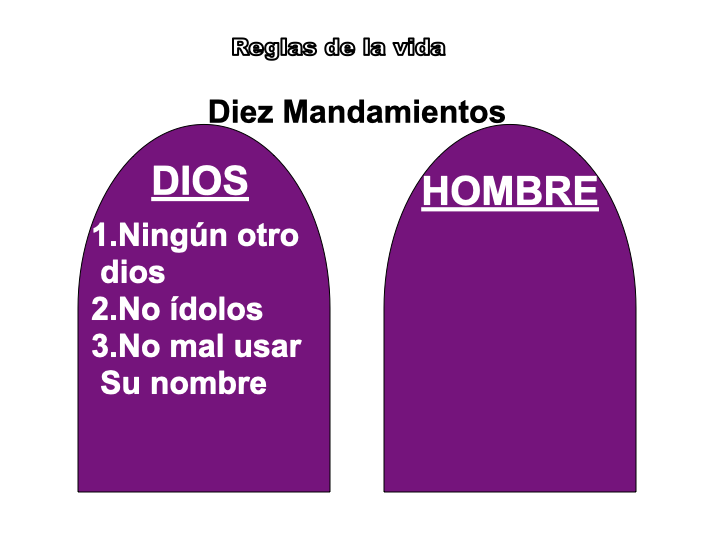 Reglas de la vida
Diez Mandamientos
DIOS
1.Ningún otro
dios
2.No ídolos
3.No mal usar
Su nombre
HOMBRE